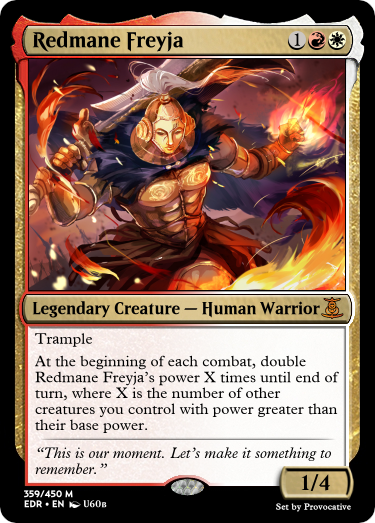 Redmane Freyja 1
Legendary Creature — Human Warrior
Trample
At the beginning of each combat, double
Redmane Freyja's power X times until end of
turn, where X is the number of other
creatures you control with power greater than
their base power.
“This is our moment. Let's make it something to
remember.”
1/4
359/450 M
EDR • EN U60B
Set by Provocative